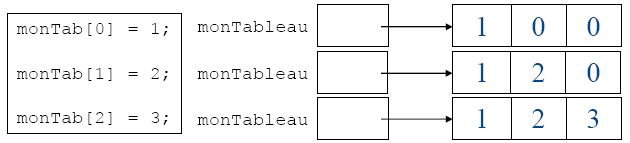 monTab[0] = 1; monTableau 1 0 0
monTab[1] = 2; monTableau 1 2 0
monTab[2] = 3; monTableau 1 2 3